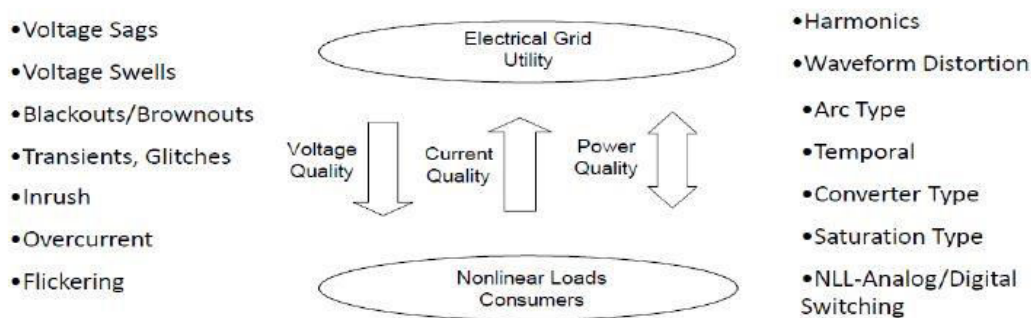 •Voltage Sags
•Voltage Swells
•Blackouts/Brownouts
•Transients, Glitches
•Inrush
•Overcurrent
•Flickering
Electrical Grid
Utility
Voltage
Quality
Current
Quality
Power
Quality
Nonlinear Loads
Consumers
•Harmonics
•Waveform Distortion
•Arc Type
•Temporal
•Converter Type
•Saturation Type
•NLL-Analog/Digital
Switching